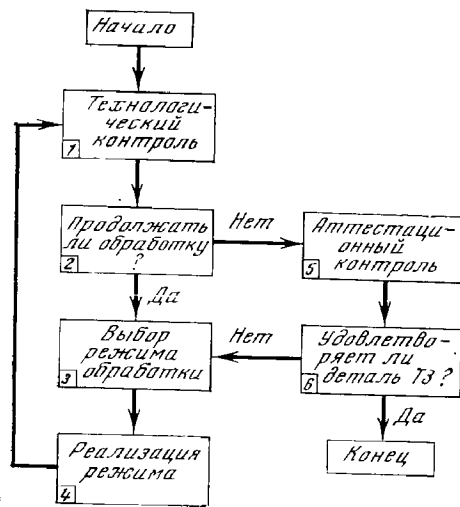 Начало
Технологи-
ческий
контроль
1
Продолжать
ли обработку
?
2
Нет
Аттестаци-
онный
контроль
5
Да
Выбор
режима
обработки
3
Нет
Удовлетво-
ряет ли
деталь ТЗ?
6
Да
Реализация
режима
4
Конец